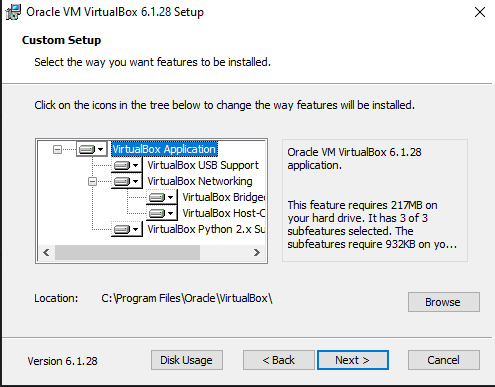 Oracle VM VirtualBox 6.1.28 Setup
Custom Setup
Select the way you want features to be installed.
Click on the icons in the tree below to change the way features will be installed.
VirtualBox Application
VirtualBox USB Support
VirtualBox Networking
VirtualBox Bridged
VirtualBox Host-O
VirtualBox Python 2.x Su
Oracle VM VirtualBox 6.1.28
application.
This feature requires 217MB on
your hard drive. It has 3 of 3
subfeatures selected. The
subfeatures require 932KB on yo...
Location:
C:\Program Files\Oracle\VirtualBox\
Browse
Version 6.1.28
Disk Usage
< Back
Next >
Cancel